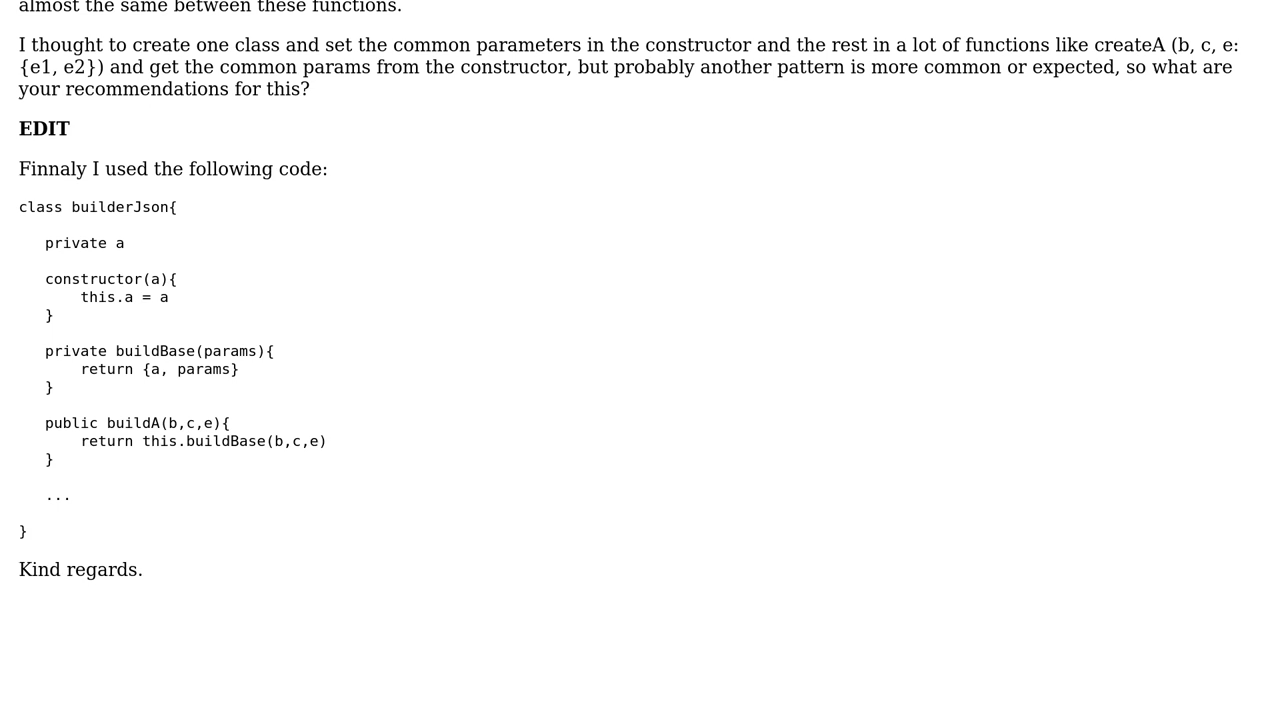 almost the same between these functions.
I thought to create one class and set the common parameters in the constructor and the rest in a lot of functions like createA (b, c, e:
{e1, e2}) and get the common params from the constructor, but probably another pattern is more common or expected, so what are
your recommendations for this?
EDIT
Finnaly I used the following code:
class builderJson{
   private a
   constructor(a){
       this.a = a
   }
   private buildBase(params){
       return {a, params}
   }
   public buildA(b,c,e){
       return this.buildBase(b,c,e)
   }
   ...
}
Kind regards.